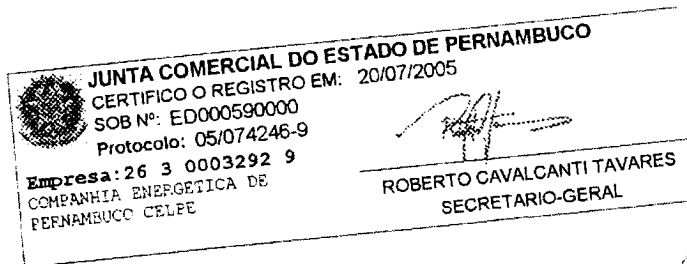 JUNTA COMERCIAL DO ESTADO DE PERNAMBUCO
CERTIFICO O REGISTRO EM: 20/07/2005
SOB Nº: ED000590000
Protocolo: 05/074246-9
Empresa:26 3 0003292 9
COMPANHIA ENERGETICA DE
PERNAMBUCO CELPE
ROBERTO CAVALCANTI TAVARES
SECRETARIO-GERAL